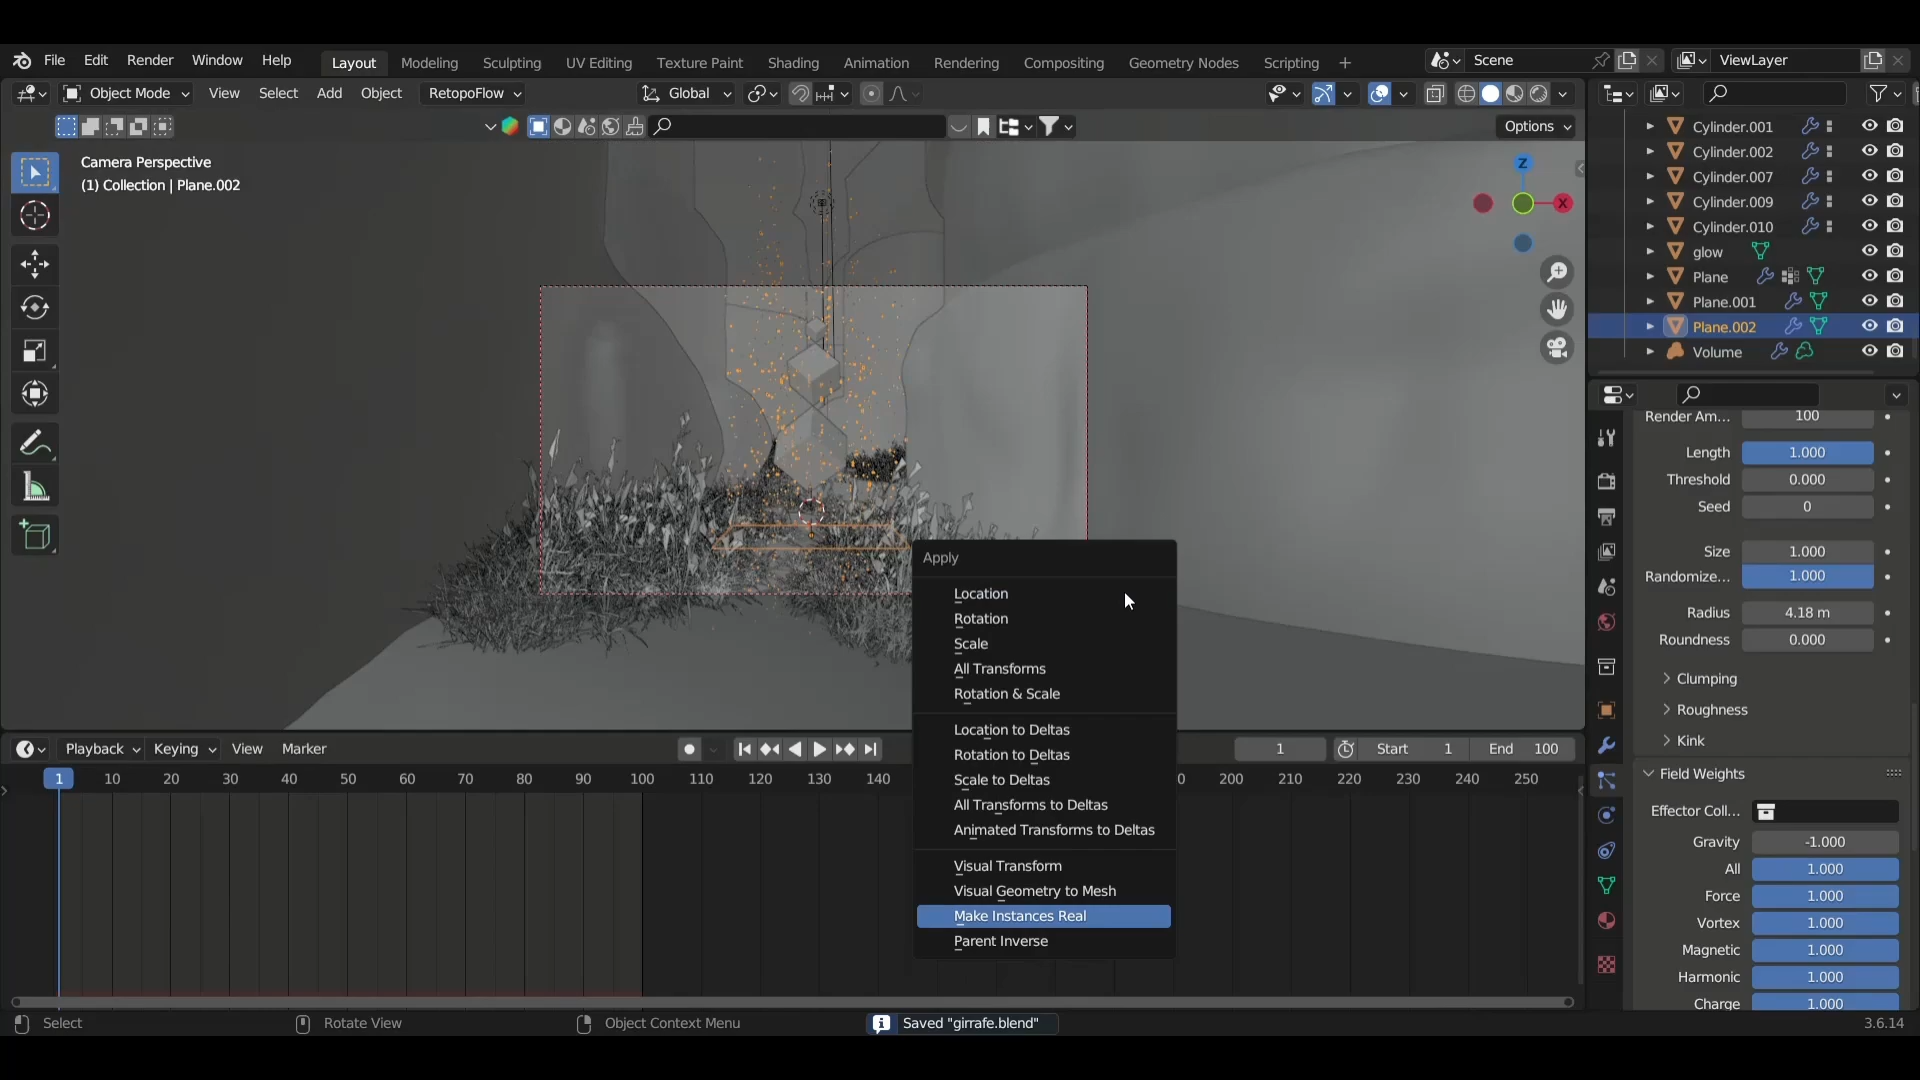 File Edit Render Window Help Layout Modeling Sculpting UV Editing Texture Paint Shading Animation Rendering Compositing Geometry Nodes Scripting + Scene ViewLayer
Object Mode View Select Add Object RetopoFlow Global
Options
Camera Perspective
(1) Collection | Plane.002
Z
X
Cylinder.001
Cylinder.002
Cylinder.007
Cylinder.009
Cylinder.010
glow
Plane
Plane.001
Plane.002
Volume
Render Am... 100
Length 1.000
Threshold 0.000
Seed 0
Size 1.000
Randomize... 1.000
Radius 4.18 m
Roundness 0.000
Clumping
Roughness
Kink
Field Weights
Effector Coll...
Gravity -1.000
All 1.000
Force 1.000
Vortex 1.000
Magnetic 1.000
Harmonic 1.000
Charge 1.000
Apply
Location
Rotation
Scale
All Transforms
Rotation & Scale
Location to Deltas
Rotation to Deltas
Scale to Deltas
All Transforms to Deltas
Animated Transforms to Deltas
Visual Transform
Visual Geometry to Mesh
Make Instances Real
Parent Inverse
Playback Keying View Marker 1 Start 1 End 100
1 10 20 30 40 50 60 70 80 90 100 110 120 130 140 0 200 210 220 230 240 250
Select Rotate View Object Context Menu Saved "girrafe.blend" 3.6.14